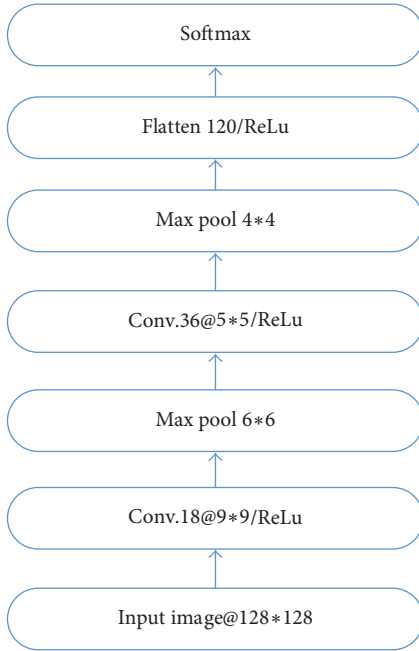 Softmax
Flatten 120/ReLu
Max pool 4*4
Conv.36@5*5/ReLu
Max pool 6*6
Conv.18@9*9/ReLu
Input image@128*128